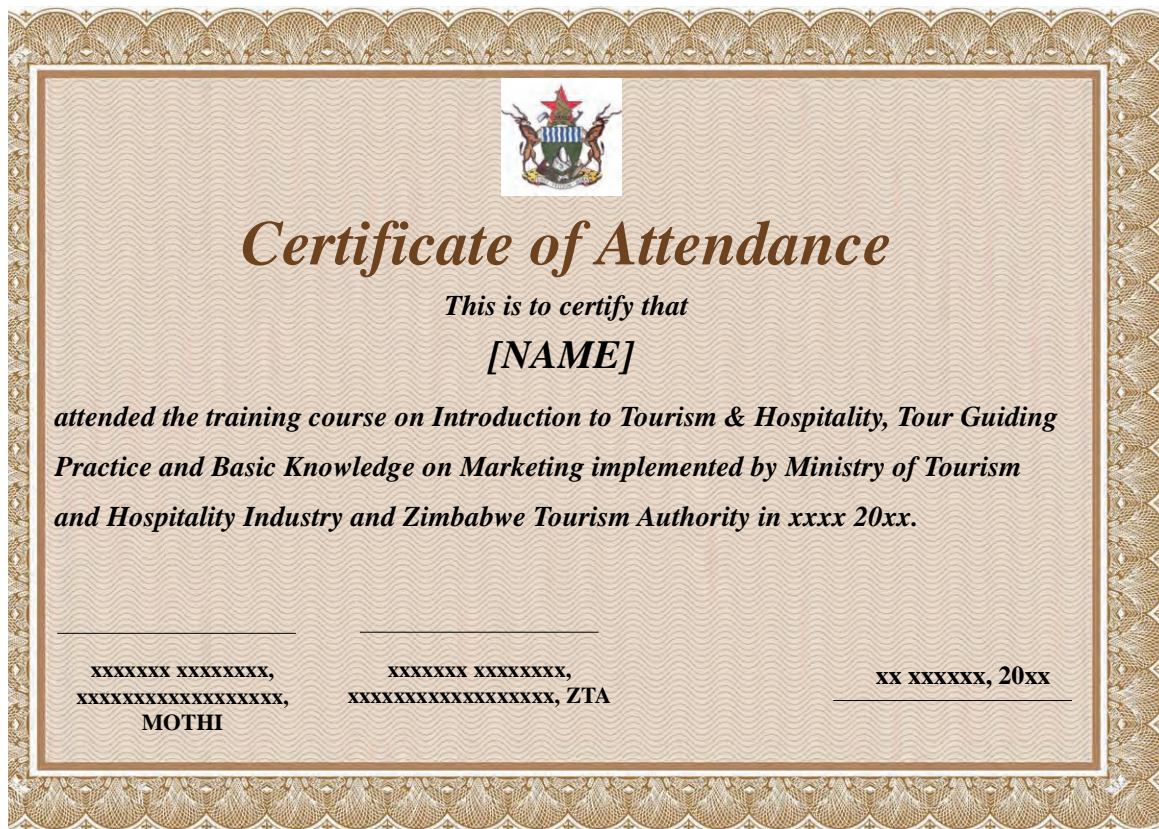 Certificate of Attendance
This is to certify that
[NAME]
attended the training course on Introduction to Tourism & Hospitality, Tour Guiding
Practice and Basic Knowledge on Marketing implemented by Ministry of Tourism
and Hospitality Industry and Zimbabwe Tourism Authority in xxxx 20xx.
xxxxxxx xxxxxxxx,
xxxxxxxxxxxxxxxxxx,
MOTHI
xxxxxxx xxxxxxxx,
xxxxxxxxxxxxxxxxxx, ZTA
xx xxxxxx, 20xx